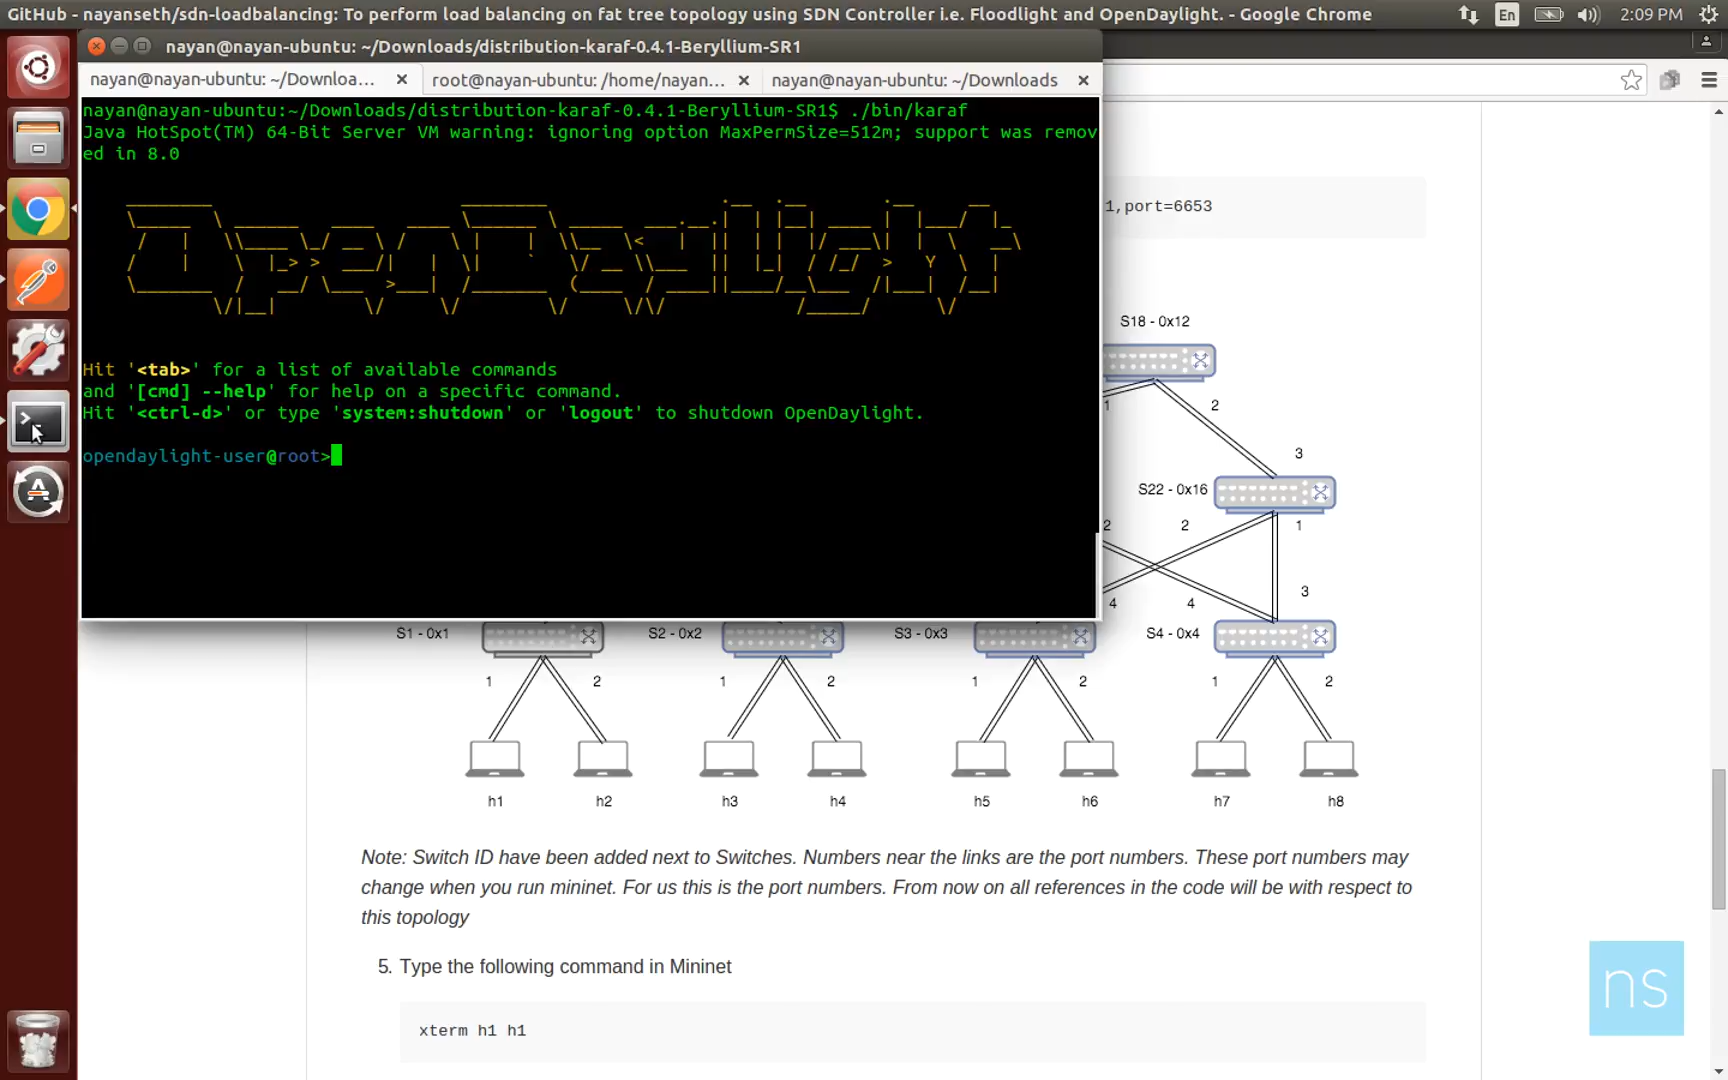 GitHub - nayanseth/sdn-loadbalancing: To perform load balancing on fat tree topology using SDN Controller i.e. Floodlight and OpenDaylight. - Google Chrome
En
2:09 PM
nayan@nayan-ubuntu: ~/Downloads/distribution-karaf-0.4.1-Beryllium-SR1
nayan@nayan-ubuntu: ~/Downloa...
root@nayan-ubuntu: /home/nayan...
nayan@nayan-ubuntu: ~/Downloads
nayan@nayan-ubuntu:~/Downloads/distribution-karaf-0.4.1-Beryllium-SR1$ ./bin/karaf
Java HotSpot(TM) 64-Bit Server VM warning: ignoring option MaxPermSize=512m; support was remov
ed in 8.0
OpenDaylight
Hit '<tab>' for a list of available commands
and '[cmd] --help' for help on a specific command.
Hit '<ctrl-d>' or type 'system:shutdown' or 'logout' to shutdown OpenDaylight.
opendaylight-user@root>
1,port=6653
S18 - 0x12
1
2
3
S22 - 0x16
2
2
1
3
4
4
S1 - 0x1
S2 - 0x2
S3 - 0x3
S4 - 0x4
1
2
1
2
1
2
1
2
h1
h2
h3
h4
h5
h6
h7
h8
Note: Switch ID have been added next to Switches. Numbers near the links are the port numbers. These port numbers may
change when you run mininet. For us this is the port numbers. From now on all references in the code will be with respect to
this topology
5. Type the following command in Mininet
xterm h1 h1
ns